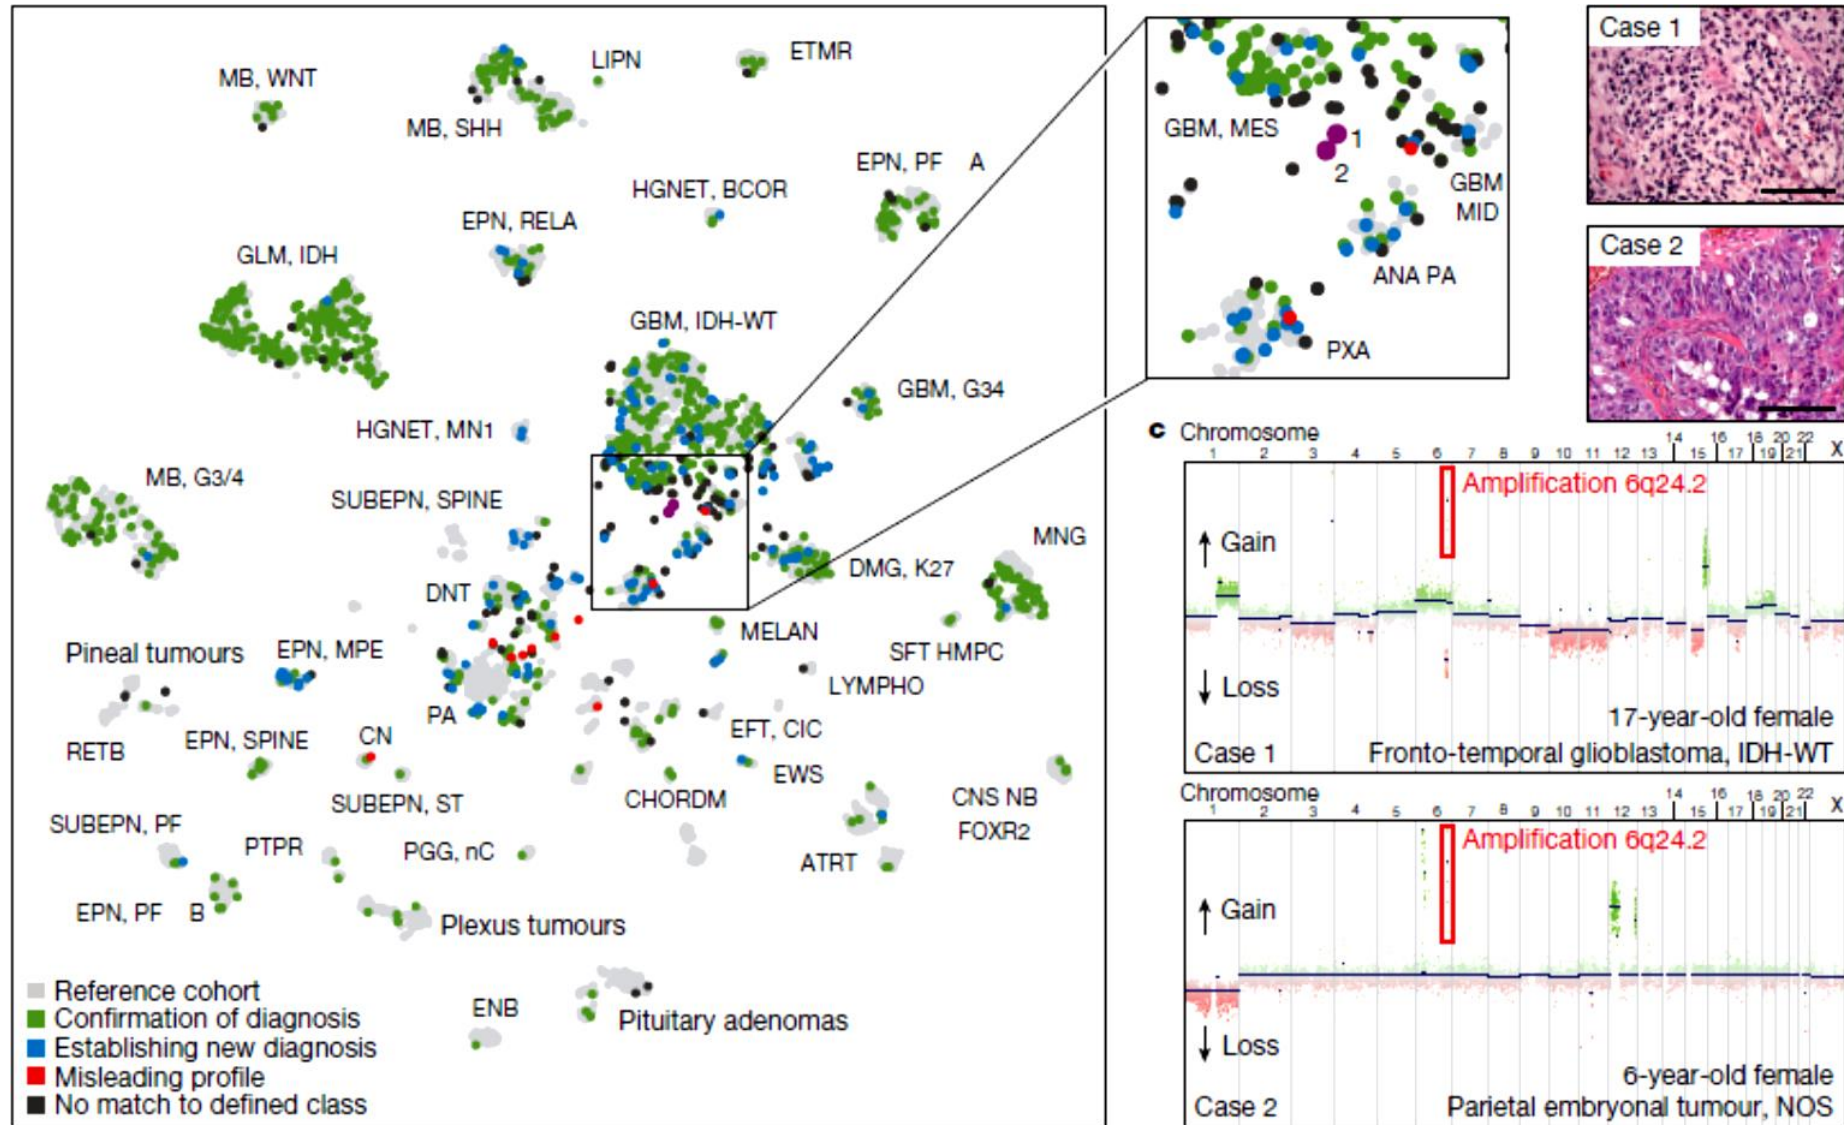 MB, WNT
LIPN
ETMR
MB, SHH
EPN, PF A
HGNET, BCOR
EPN, RELA
GLM, IDH
GBM, IDH-WT
GBM, G34
HGNET, MN1
MB, G3/4
SUBEPN, SPINE
MNG
DMG, K27
DNT
MELAN
SFT HMPC
Pineal tumours
EPN, MPE
LYMPHO
PA
EFT, CIC
RETB
EPN, SPINE
CN
EWS
SUBEPN, ST
CHORDM
CNS NB
FOXR2
SUBEPN, PF
PTPR
PGG, nC
ATRT
EPN, PF B
Plexus tumours
ENB
Pituitary adenomas
Reference cohort
Confirmation of diagnosis
Establishing new diagnosis
Misleading profile
No match to defined class
GBM, MES
1
2
GBM
MID
ANA PA
PXA
Case 1
Case 2
c Chromosome
1 2 3 4 5 6 7 8 9 10 11 12 13 14 15 16 17 18 19 20 21 22 X
Amplification 6q24.2
Gain
Loss
17-year-old female
Case 1 Fronto-temporal glioblastoma, IDH-WT
Chromosome
1 2 3 4 5 6 7 8 9 10 11 12 13 14 15 16 17 18 19 20 21 22 X
Amplification 6q24.2
Gain
Loss
6-year-old female
Case 2 Parietal embryonal tumour, NOS